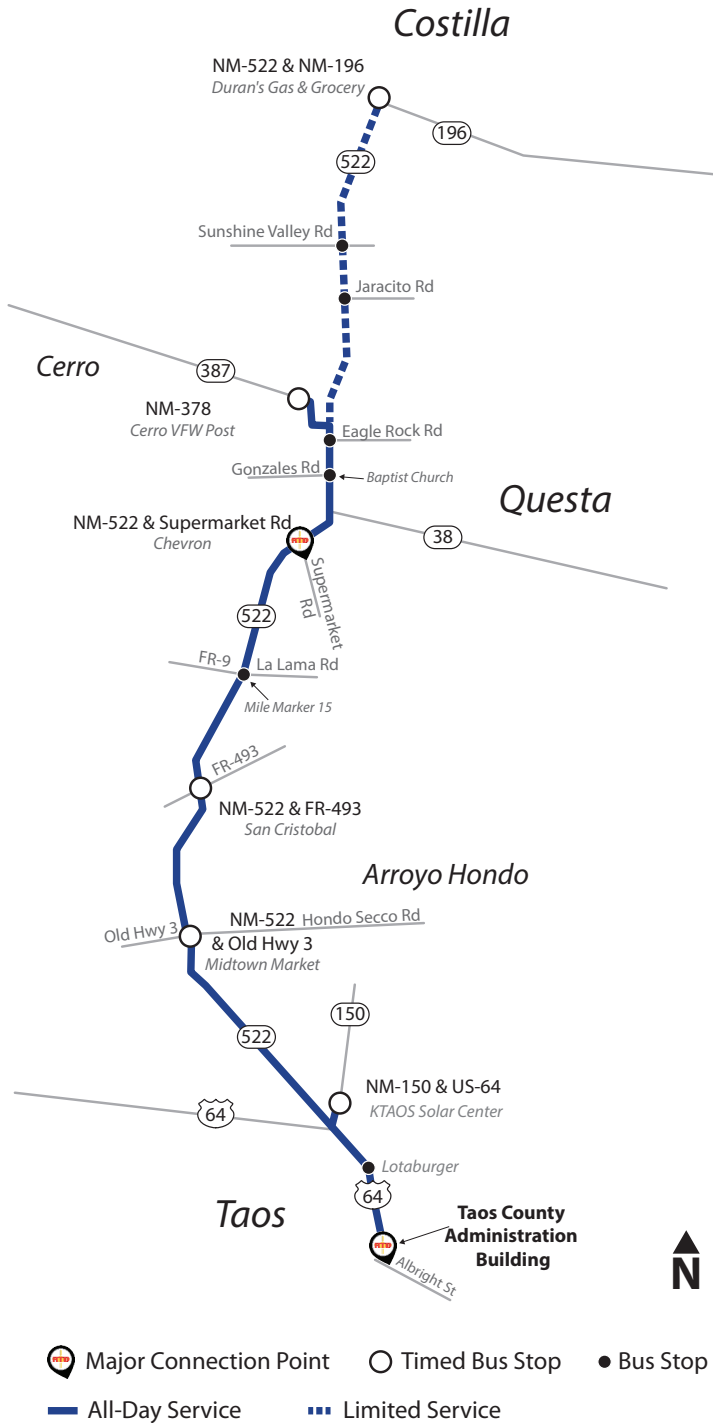 Costilla
NM-522 & NM-196
Duran's Gas & Grocery
196
522
Sunshine Valley Rd
Jaracito Rd
Cerro
387
NM-378
Cerro VFW Post
Eagle Rock Rd
Gonzales Rd
Baptist Church
Questa
NM-522 & Supermarket Rd
Chevron
RTD
38
Supermarket
Rd
522
FR-9
La Lama Rd
Mile Marker 15
FR-493
NM-522 & FR-493
San Cristobal
Arroyo Hondo
Old Hwy 3
NM-522
Hondo Secco Rd
& Old Hwy 3
Midtown Market
522
150
NM-150 & US-64
KTAOS Solar Center
64
Lotaburger
64
Taos
Taos County
Administration
Building
RTD
Albright St
N
RTD
Major Connection Point
Timed Bus Stop
Bus Stop
All-Day Service
Limited Service